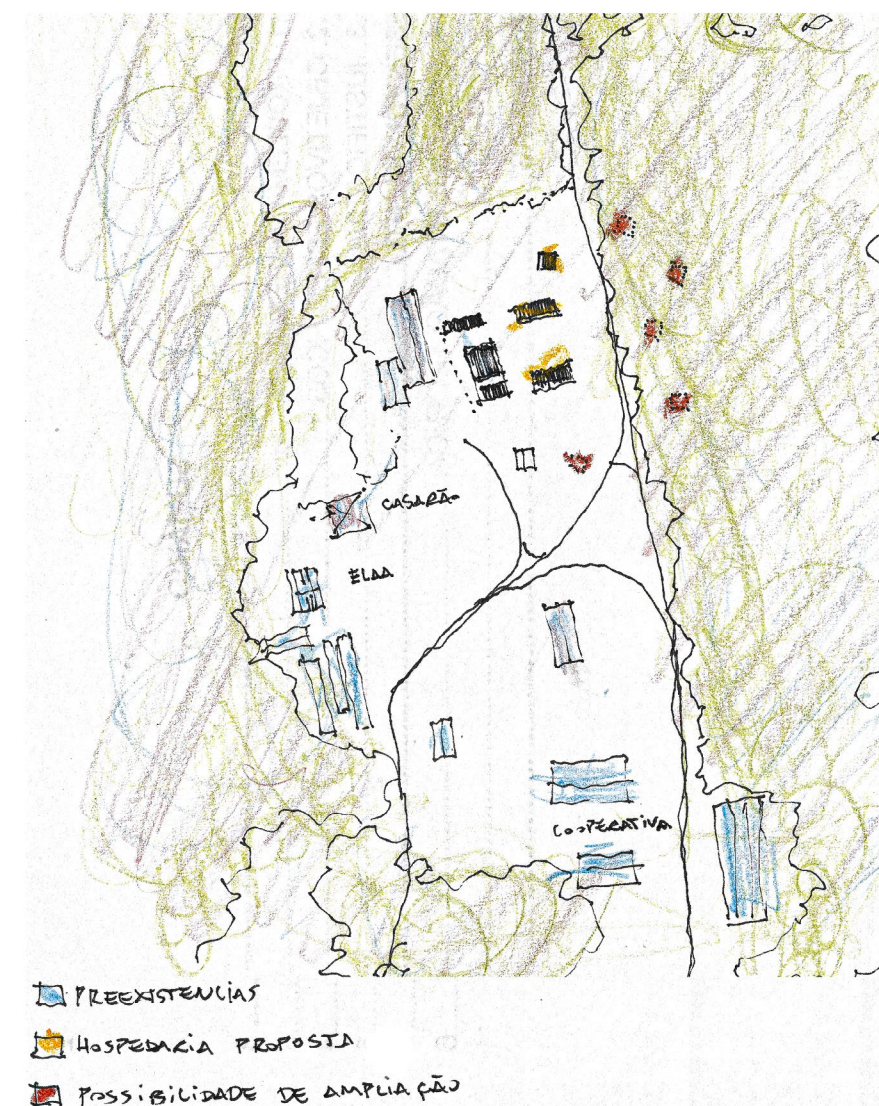 CASARÃO
ELAA
COOPERATIVA
PREEXISTENCIAS
HOSPEDARIA PROPOSTA
POSSIBILIDADE DE AMPLIAÇÃO